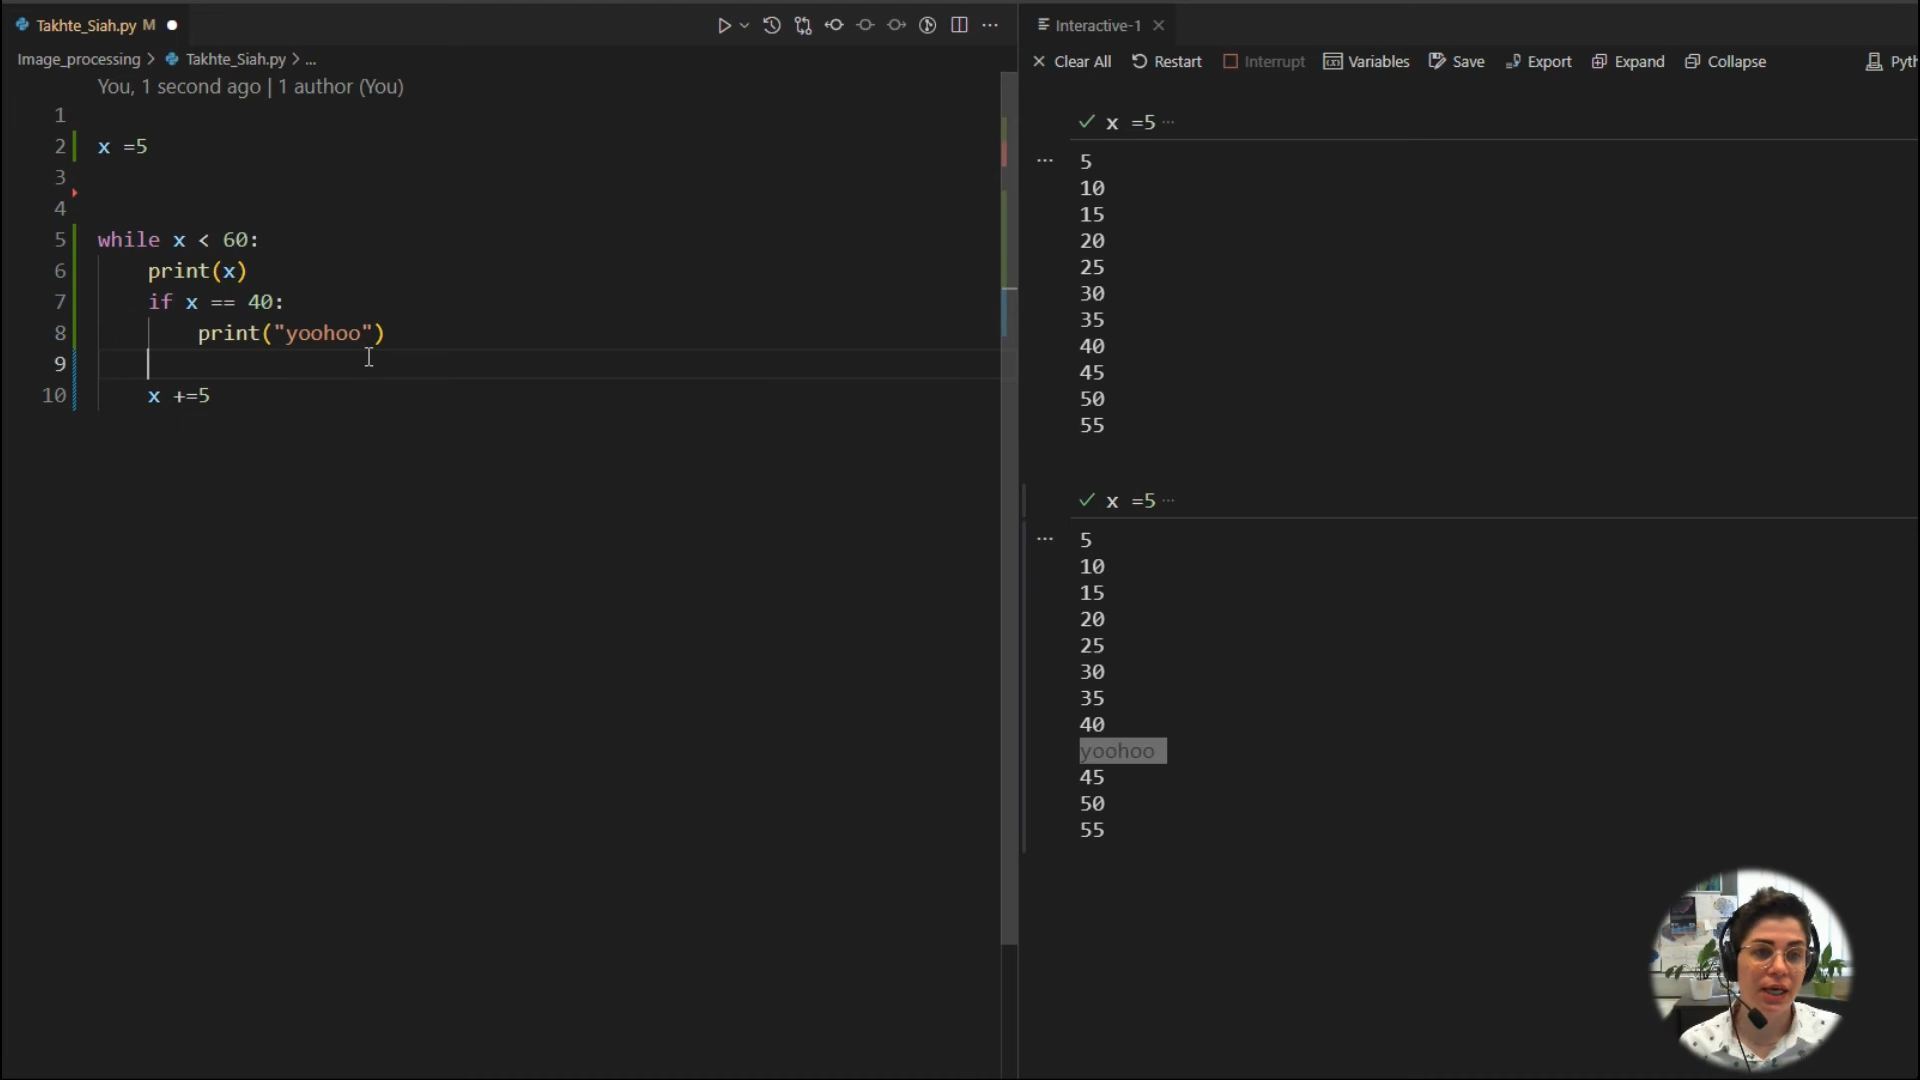 Takhte_Siah.py M
Image_processing > Takhte_Siah.py > ...
You, 1 second ago | 1 author (You)
1
2 x =5
3
4
5 while x < 60:
6 print(x)
7 if x == 40:
8 print("yoohoo")
9
10 x +=5
Interactive-1
Clear All Restart Interrupt Variables Save Export Expand Collapse Pyth
x =5 ...
5
10
15
20
25
30
35
40
45
50
55
x =5 ...
5
10
15
20
25
30
35
40
yoohoo
45
50
55